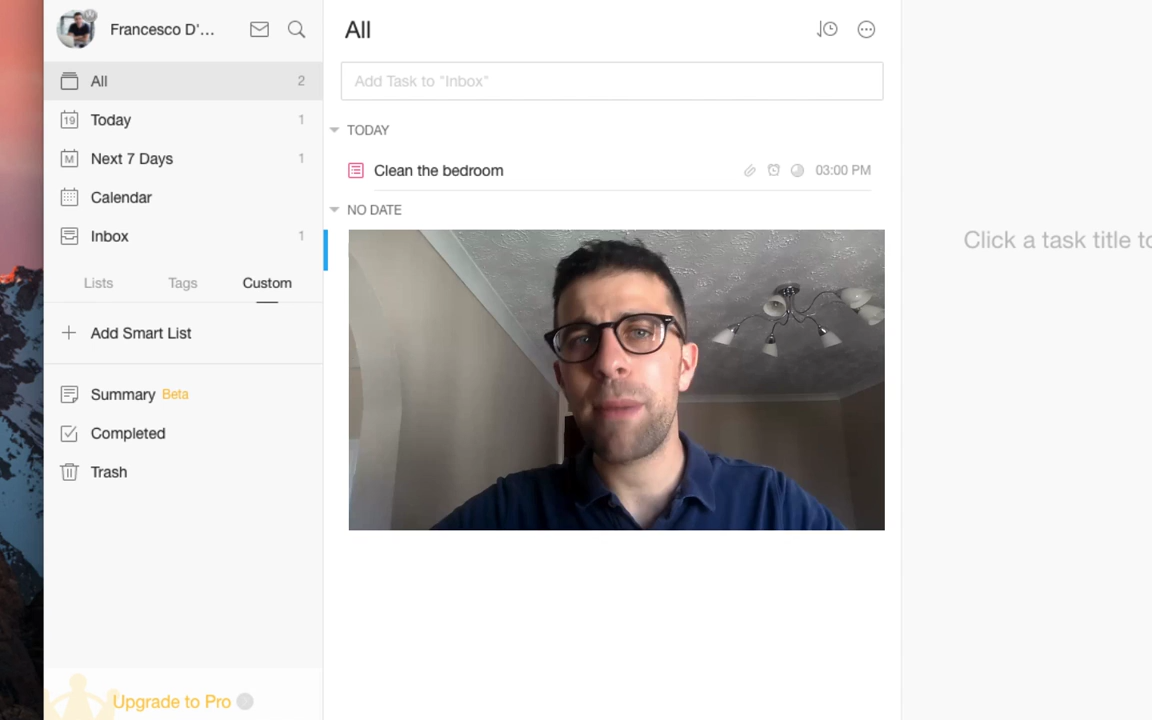 Francesco D'...
All 2
Today 1
Next 7 Days 1
Calendar
Inbox 1
Lists Tags Custom
Add Smart List
Summary Beta
Completed
Trash
Upgrade to Pro
All
Add Task to "Inbox"
TODAY
Clean the bedroom 03:00 PM
NO DATE
Click a task title to
19
M